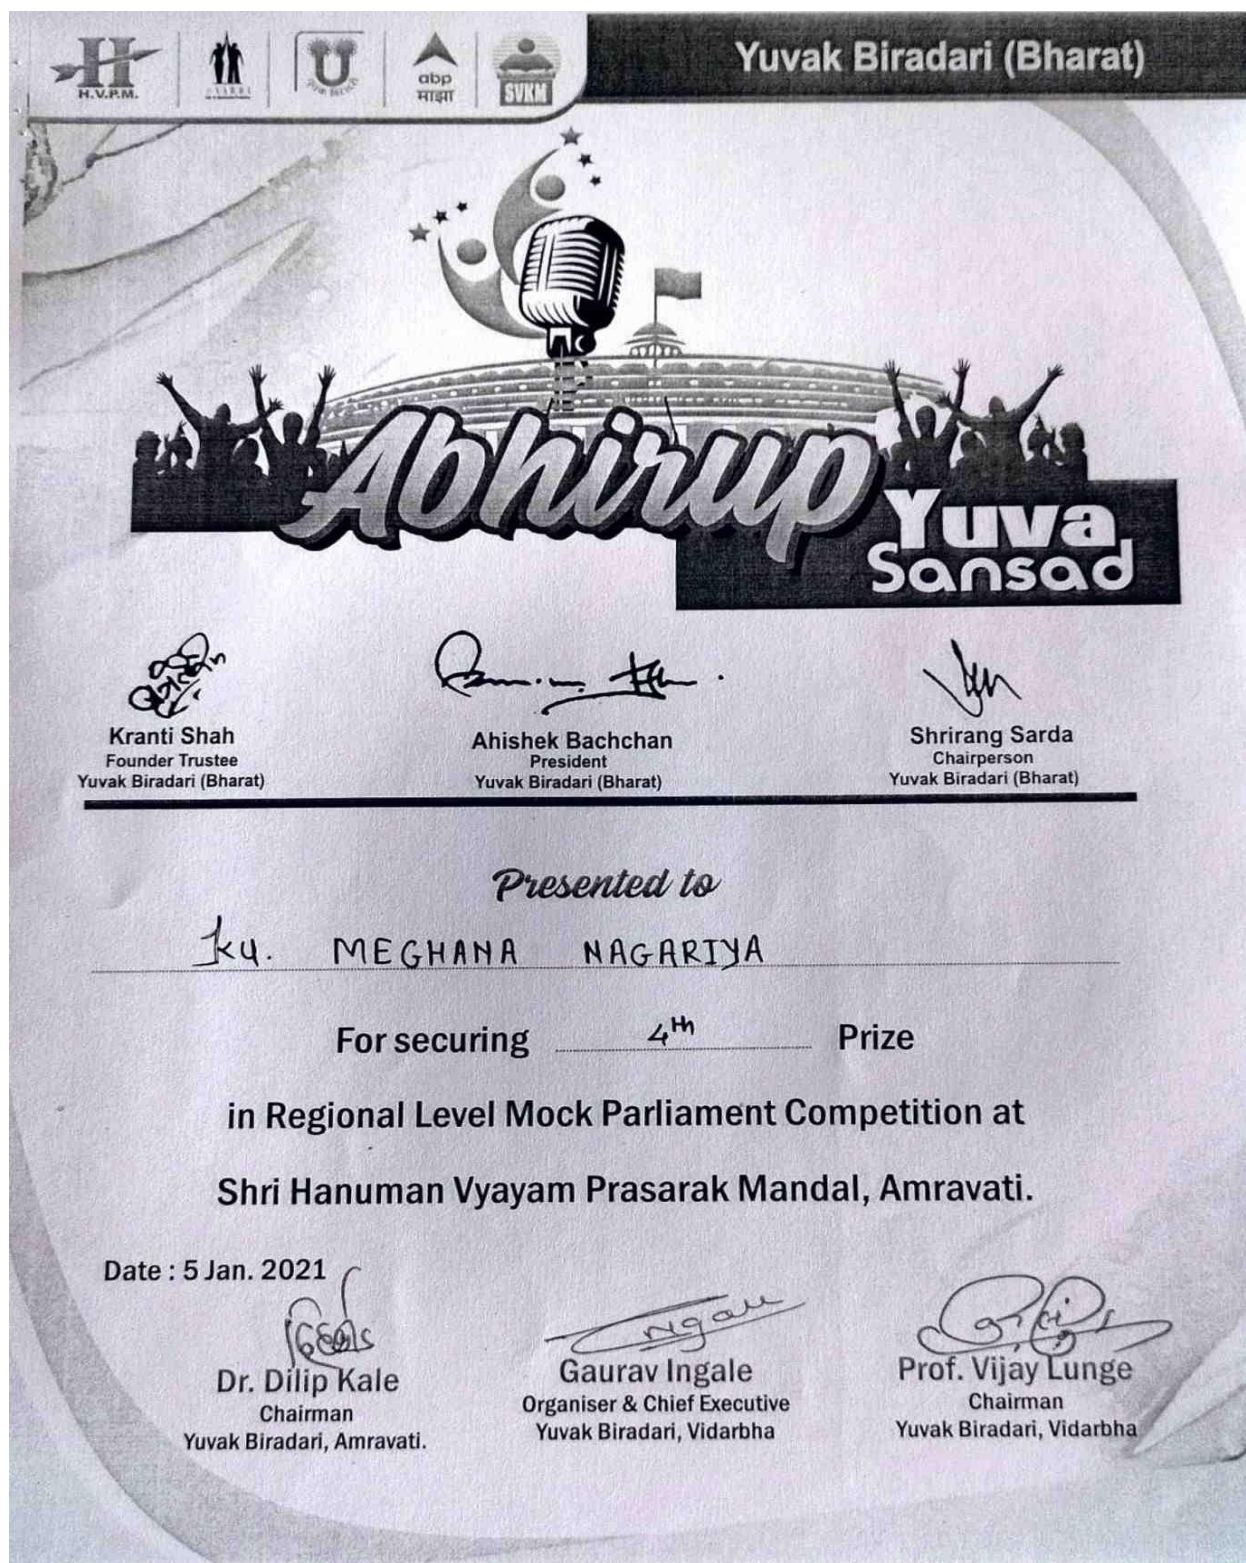 H.V.P.M.
abp
माझा
SVKM
Yuvak Biradari (Bharat)
Abhirup
Yuva
Sansad
Kranti Shah
Founder Trustee
Yuvak Biradari (Bharat)
Ahishek Bachchan
President
Yuvak Biradari (Bharat)
Shrirang Sarda
Chairperson
Yuvak Biradari (Bharat)
Presented to
Ku. MEGHANA NAGARIYA
For securing 4th Prize
in Regional Level Mock Parliament Competition at
Shri Hanuman Vyayam Prasarak Mandal, Amravati.
Date : 5 Jan. 2021
Dr. Dilip Kale
Chairman
Yuvak Biradari, Amravati.
Ngale
Gaurav Ingale
Organiser & Chief Executive
Yuvak Biradari, Vidarbha
Prof. Vijay Lunge
Chairman
Yuvak Biradari, Vidarbha